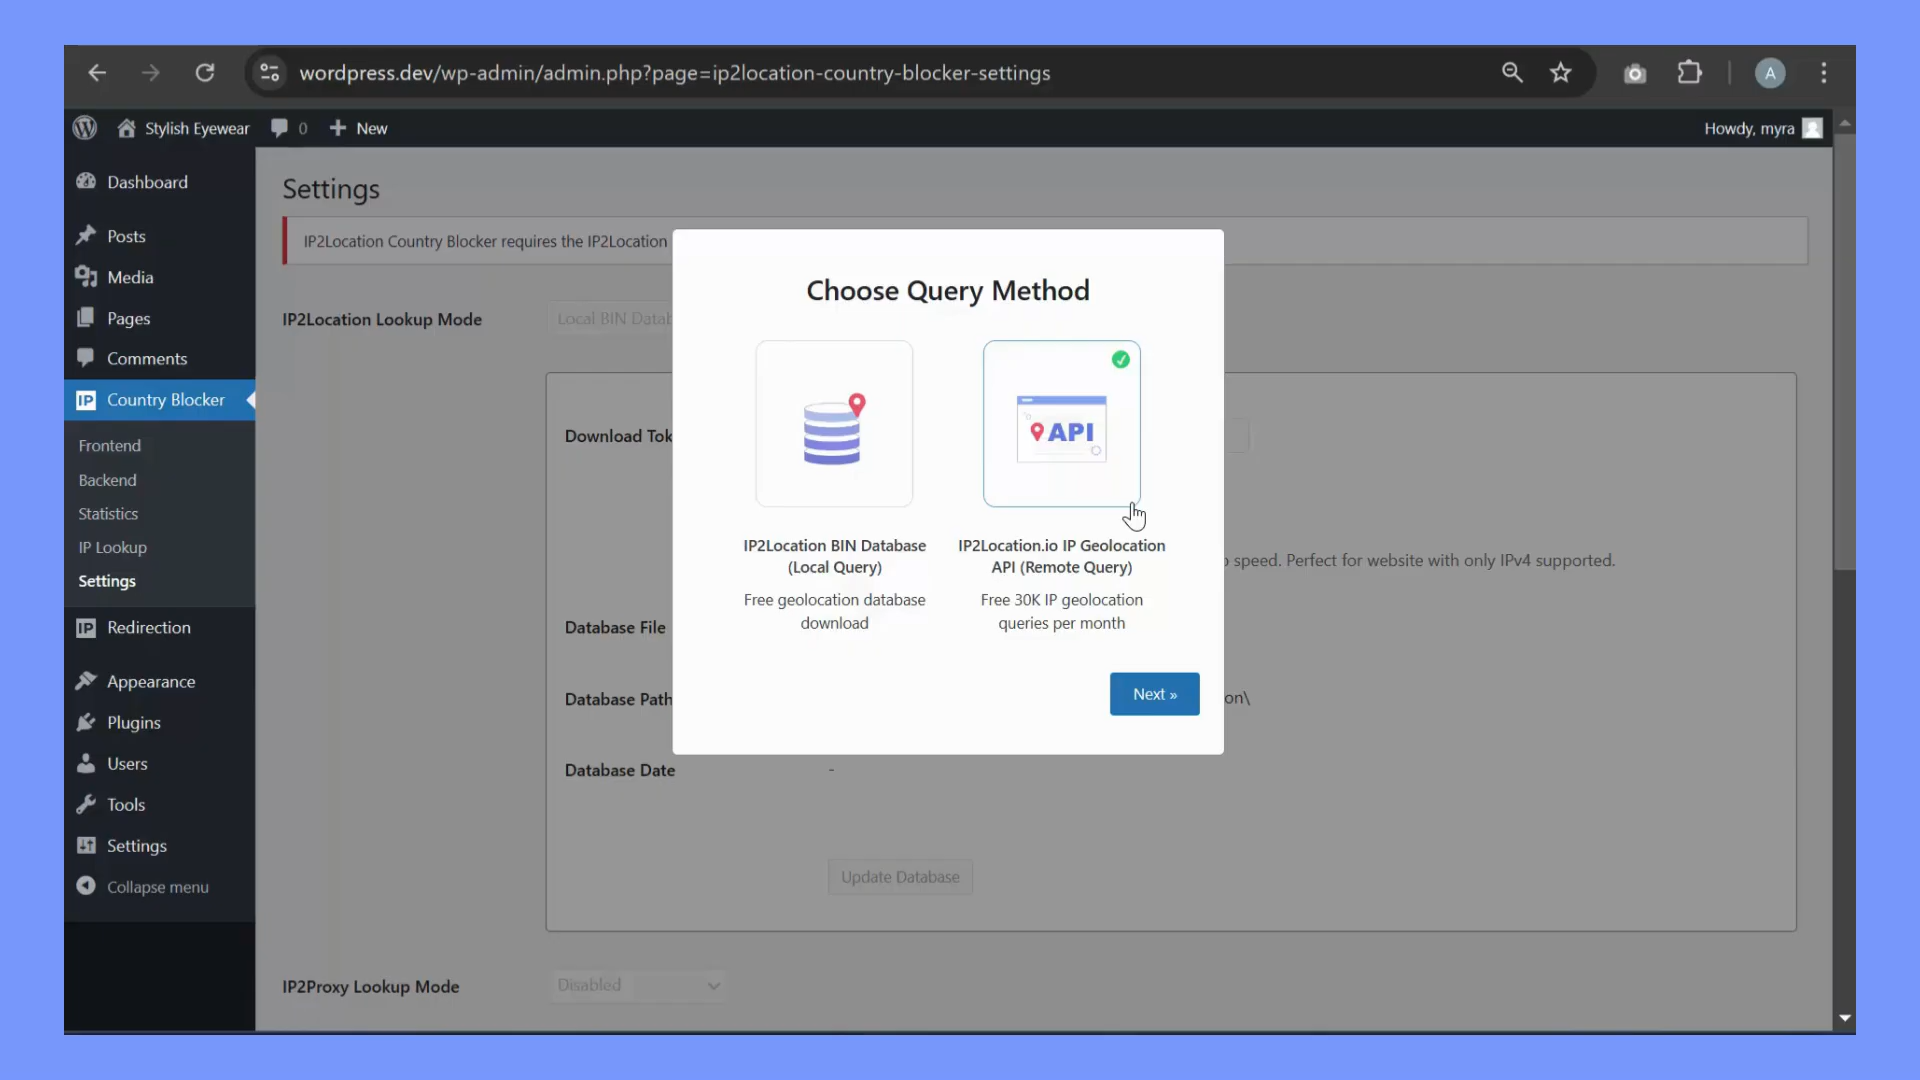 wordpress.dev/wp-admin/admin.php?page=ip2location-country-blocker-settings
A
Stylish Eyewear
0
New
Howdy, myra
Dashboard
Posts
Media
Pages
Comments
IP
Country Blocker
Frontend
Backend
Statistics
IP Lookup
Settings
IP
Redirection
Appearance
Plugins
Users
Tools
Settings
Collapse menu
Settings
IP2Location Country Blocker requires the IP2Location
IP2Location Lookup Mode
Local BIN Datab
Download Tok
speed. Perfect for website with only IPv4 supported.
Database File
Database Path
on\
Database Date
-
Update Database
IP2Proxy Lookup Mode
Disabled
Choose Query Method
API
IP2Location BIN Database
(Local Query)
Free geolocation database
download
IP2Location.io IP Geolocation
API (Remote Query)
Free 30K IP geolocation
queries per month
Next »